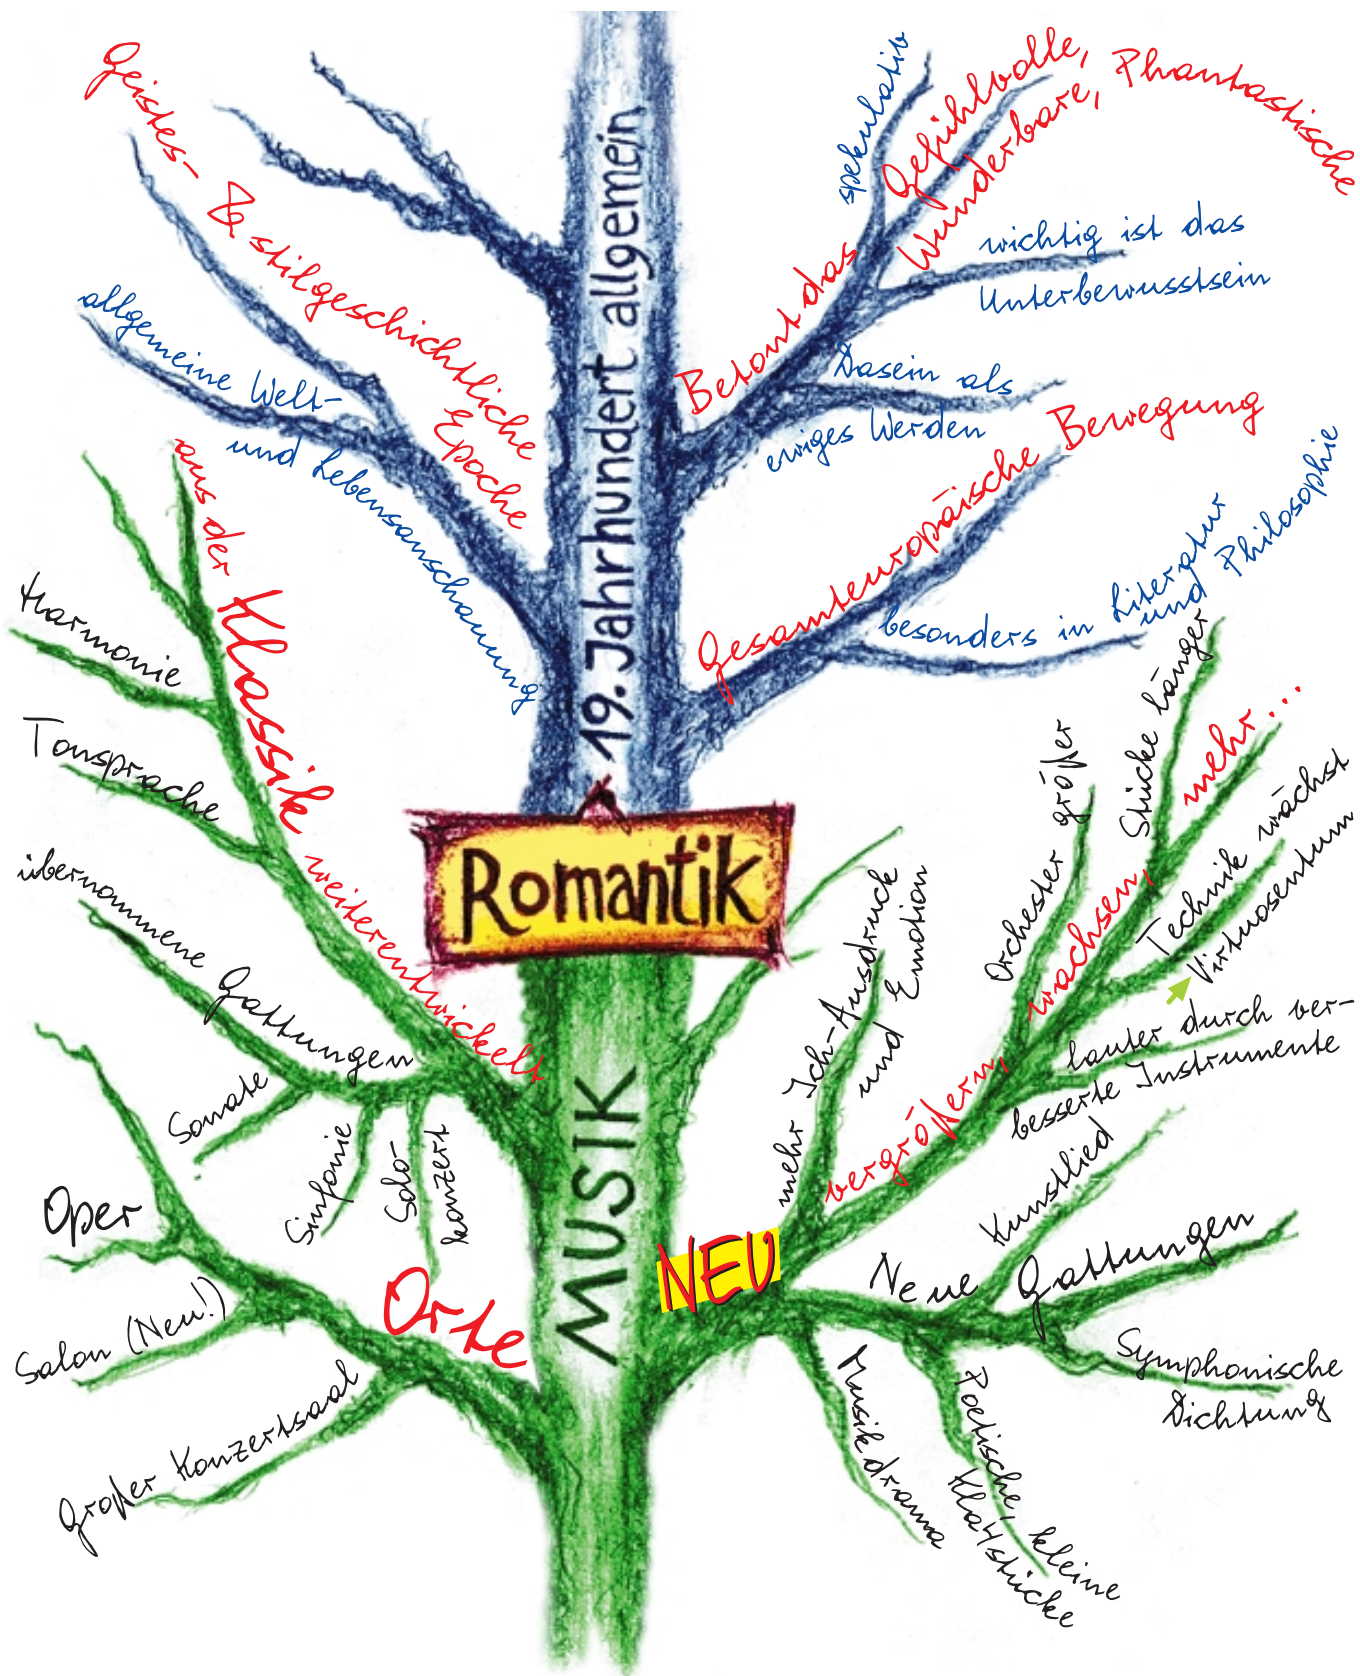 Geistes- & stilgeschichtliche
Epoche
allgemeine Welt-
und Lebensanschauung
19. Jahrhundert allgemein
spekulativ
Betont das Gefühlvolle,
Wunderbare, Phantastische
wichtig ist das
Unterbewusstsein
Dasein als
ewiges Werden
Gesamteuropäische Bewegung
besonders in Literatur
und Philosophie
Romantik
aus der Klassik weiterentwickelt
Harmonie
Tonsprache
übernommene Gattungen
Sonate
Sinfonie
Solo-
konzert
Orte
Oper
Salon (Neu!)
großer Konzertsaal
MUSIK
NEU
mehr Ich-Ausdruck
und Emotion
vergrößern, wachsen, mehr...
Orchester größer
Stücke länger
Technik wächst
Virtuosentum
lauter durch ver-
besserte Instrumente
Neue Gattungen
Kunstlied
Symphonische
Dichtung
Poetische, kleine
Kla4stücke
Musikdrama